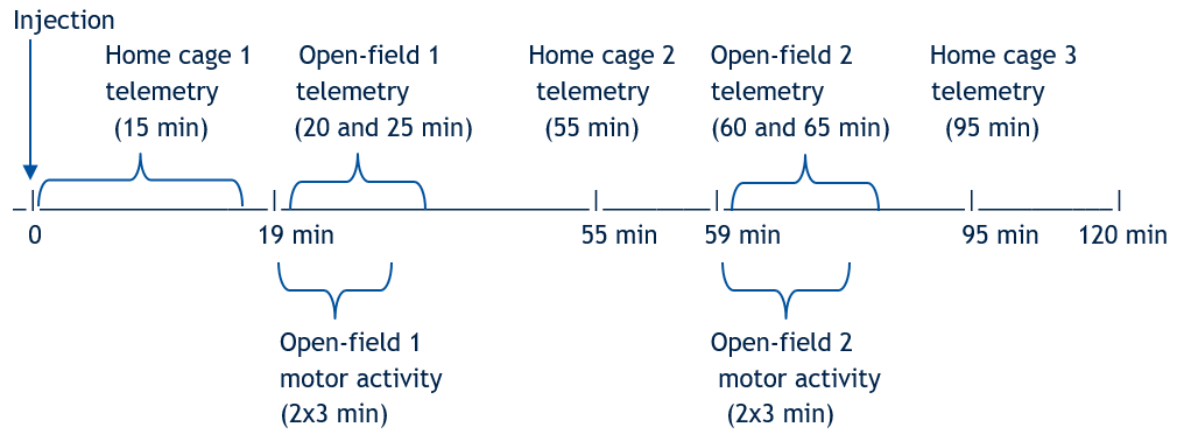 Injection
Home cage 1
telemetry
(15 min)
Open-field 1
telemetry
(20 and 25 min)
Home cage 2
telemetry
(55 min)
Open-field 2
telemetry
(60 and 65 min)
Home cage 3
telemetry
(95 min)
0
19 min
55 min
59 min
95 min
120 min
Open-field 1
motor activity
(2x3 min)
Open-field 2
motor activity
(2x3 min)